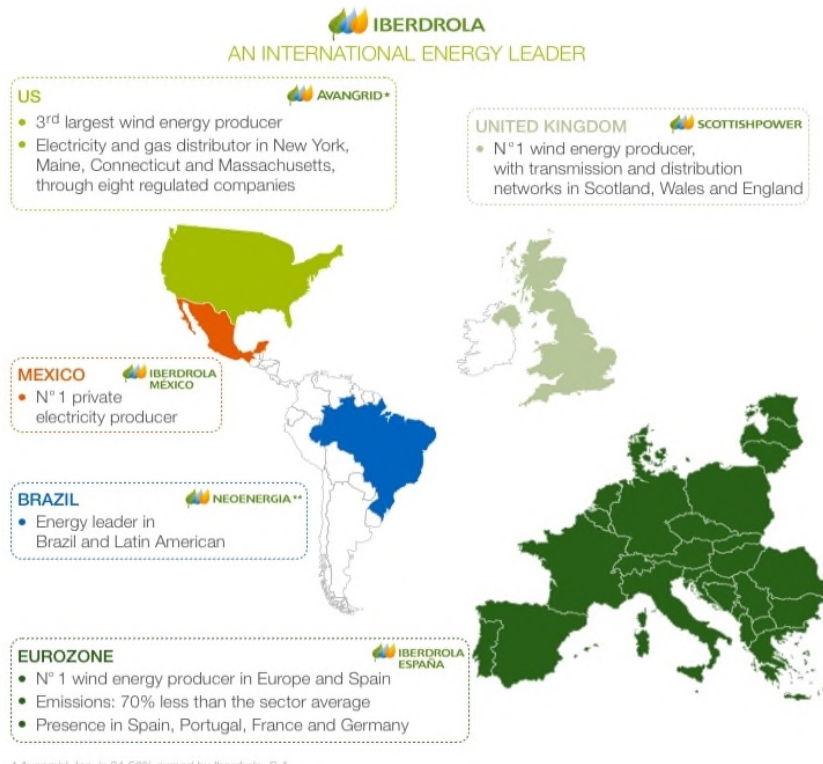 IBERDROLA
AN INTERNATIONAL ENERGY LEADER
US
AVANGRID*
• 3rd largest wind energy producer
• Electricity and gas distributor in New York,
Maine, Connecticut and Massachusetts,
through eight regulated companies
UNITED KINGDOM
SCOTTISHPOWER
• N°1 wind energy producer,
with transmission and distribution
networks in Scotland, Wales and England
MEXICO
IBERDROLA
MÉXICO
• N°1 private
electricity producer
BRAZIL
NEOENERGIA**
• Energy leader in
Brazil and Latin American
EUROZONE
IBERDROLA
ESPAÑA
• N°1 wind energy producer in Europe and Spain
• Emissions: 70% less than the sector average
• Presence in Spain, Portugal, France and Germany